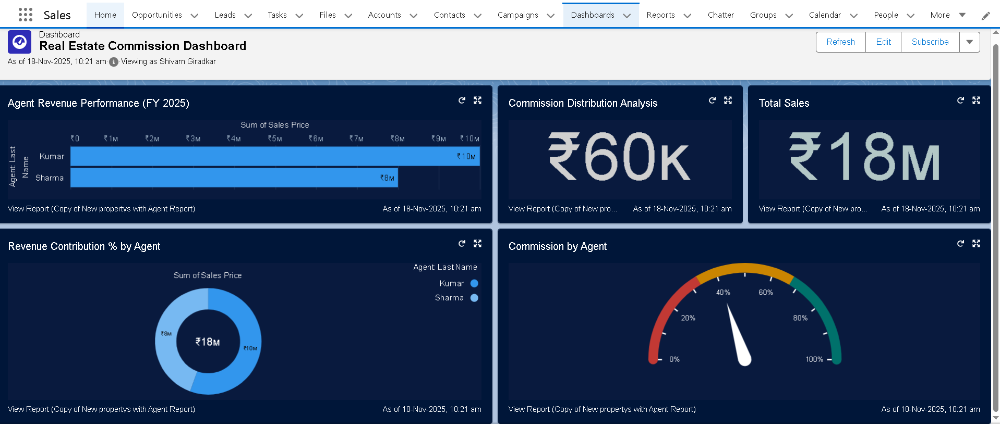 Sales Home Opportunities Leads Tasks Files Accounts Contacts Campaigns Dashboards Reports Chatter Groups Calendar People More
Dashboard
Real Estate Commission Dashboard
As of 18-Nov-2025, 10:21 am·Viewing as Shivam Giradkar
Refresh Edit Subscribe
Agent Revenue Performance (FY 2025)
Sum of Sales Price
₹0 ₹1M ₹2M ₹3M ₹4M ₹5M ₹6M ₹7M ₹8M ₹9M ₹10M
Agent: Last
Name
Kumar ₹10M
Sharma ₹8M
View Report (Copy of New propertys with Agent Report) As of 18-Nov-2025, 10:21 am
Commission Distribution Analysis
₹60K
View Report (Copy of New pro... As of 18-Nov-2025, 10:21 am
Total Sales
₹18M
View Report (Copy of New pro... As of 18-Nov-2025, 10:21 am
Revenue Contribution % by Agent
Sum of Sales Price
Agent: Last Name
Kumar
Sharma
₹8M ₹18M ₹10M
View Report (Copy of New propertys with Agent Report) As of 18-Nov-2025, 10:21 am
Commission by Agent
40% 60%
20% 80%
0% 100%
View Report (Copy of New propertys with Agent Report) As of 18-Nov-2025, 10:21 am